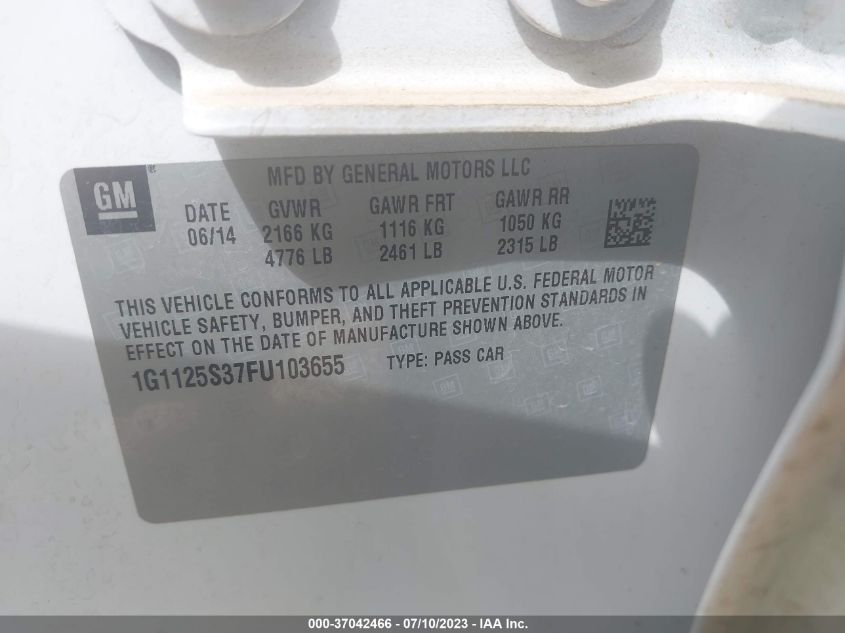 GM
MFD BY GENERAL MOTORS LLC
DATE GVWR GAWR FRT GAWR RR
06/14 2166 KG 1116 KG 1050 KG
4776 LB 2461 LB 2315 LB
THIS VEHICLE CONFORMS TO ALL APPLICABLE U.S. FEDERAL MOTOR
VEHICLE SAFETY, BUMPER, AND THEFT PREVENTION STANDARDS IN
EFFECT ON THE DATE OF MANUFACTURE SHOWN ABOVE.
1G1125S37FU103655 TYPE: PASS CAR
000-37042466 - 07/10/2023 - IAA Inc.